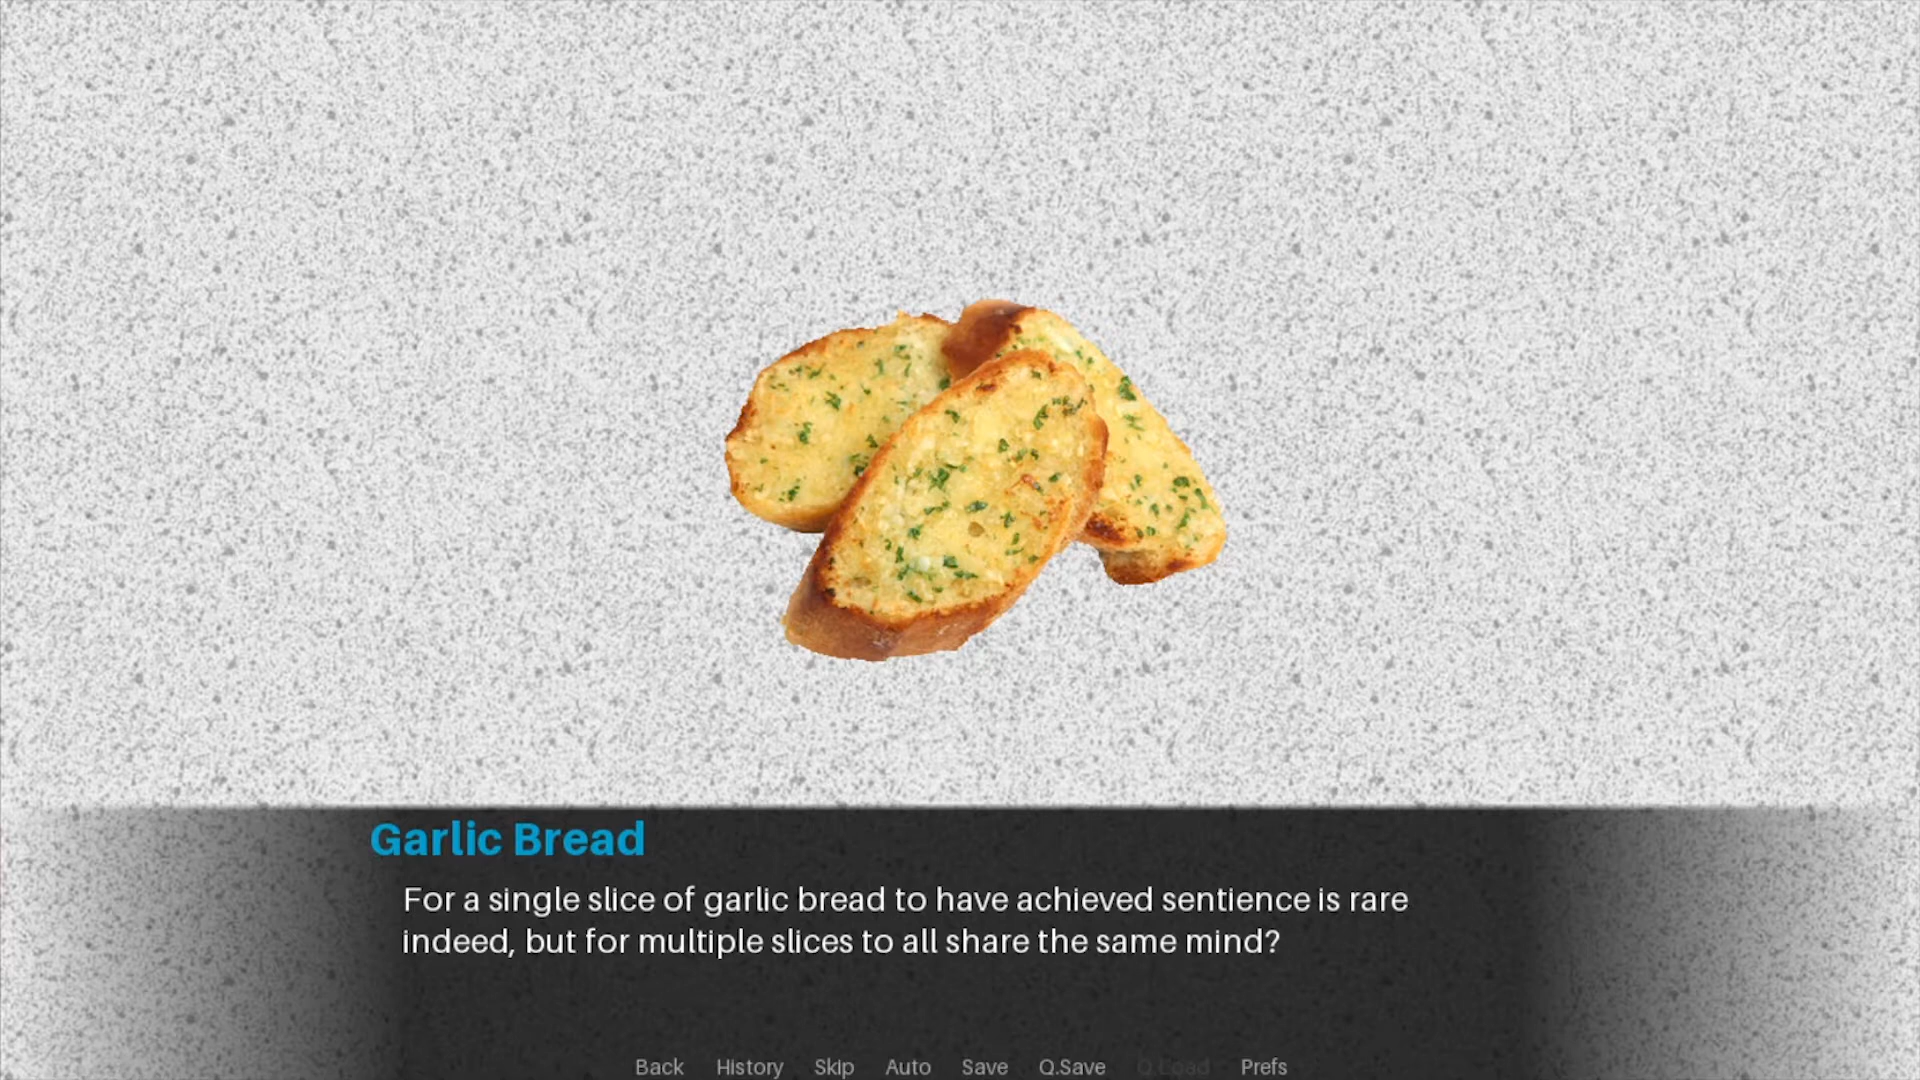 Garlic Bread
For a single slice of garlic bread to have achieved sentience is rare
indeed, but for multiple slices to all share the same mind?
Back History Skip Auto Save Q.Save Q.Load Prefs